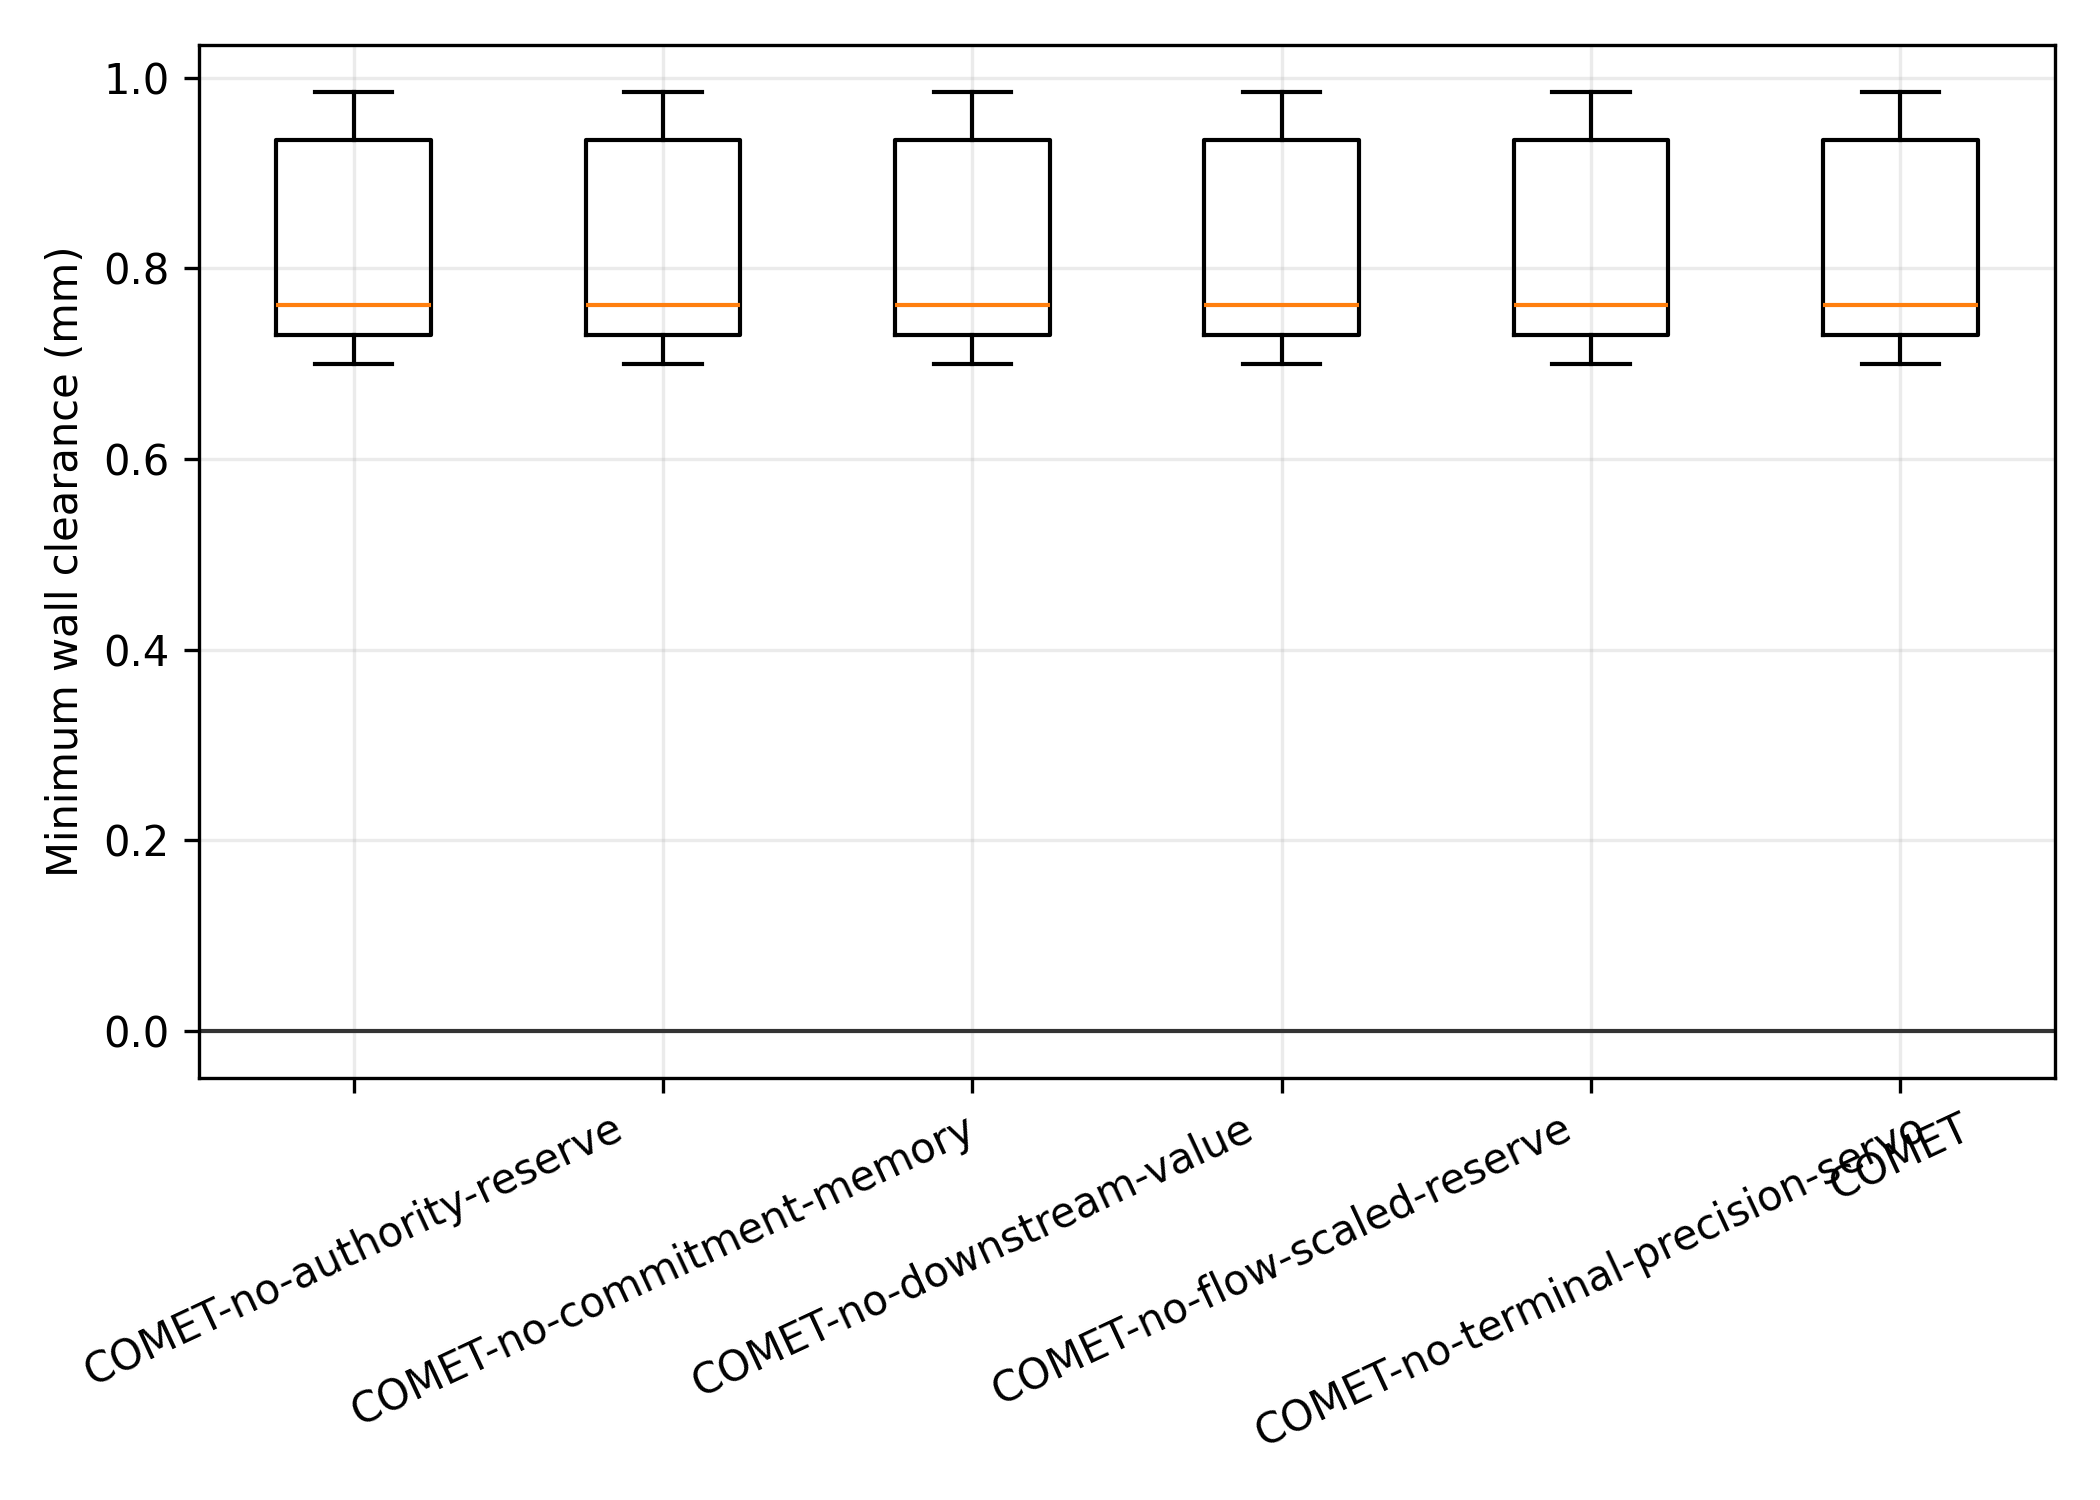 Minimum wall clearance (mm)
1.0
0.8
0.6
0.4
0.2
0.0
COMET-no-authority-reserve
COMET-no-commitment-memory
COMET-no-downstream-value
COMET-no-flow-scaled-reserve
COMET-no-terminal-precision-servo
COMET